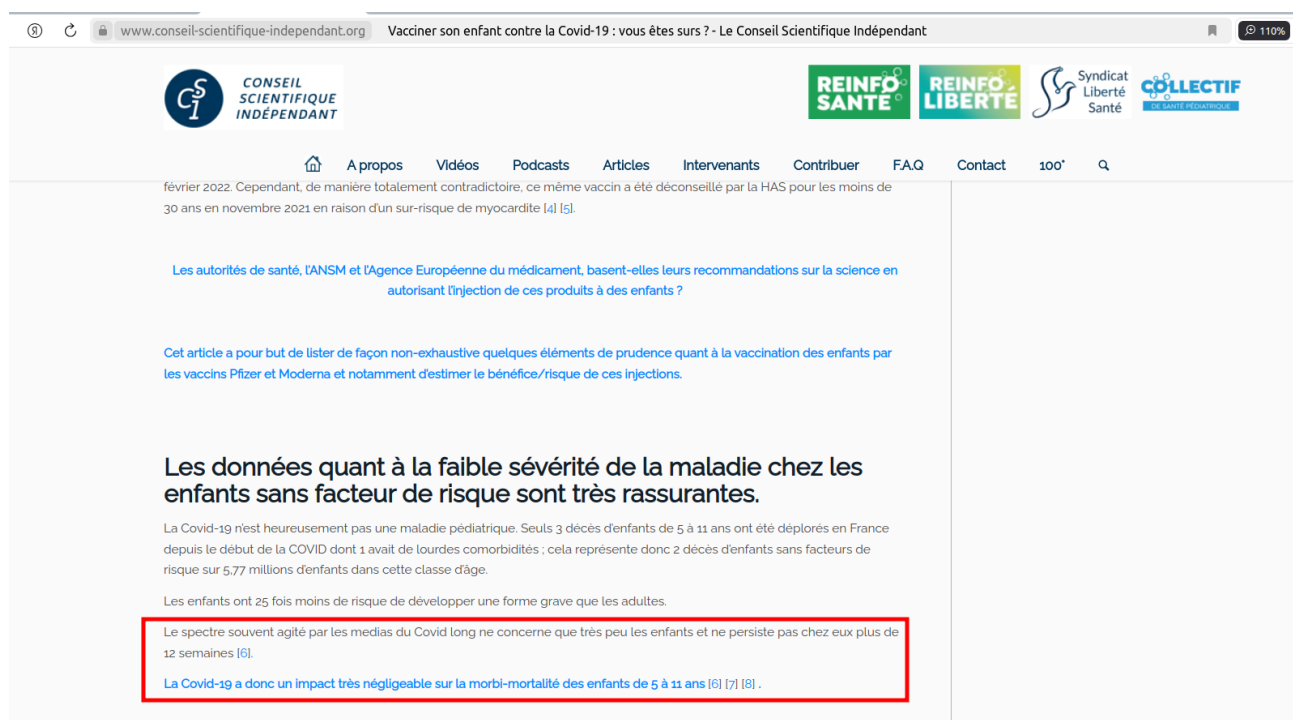 www.conseil-scientifique-independant.org Vacciner son enfant contre la Covid-19 : vous êtes surs ? - Le Conseil Scientifique Indépendant 110%
CSI
CONSEIL
SCIENTIFIQUE
INDÉPENDANT
REINFO
SANTÉ
REINFO
LIBERTÉ
Syndicat
Liberté
Santé
COLLECTIF
DE SANTÉ PÉDIATRIQUE
A propos Vidéos Podcasts Articles Intervenants Contribuer F.A.Q Contact 100°
février 2022. Cependant, de manière totalement contradictoire, ce même vaccin a été déconseillé par la HAS pour les moins de
30 ans en novembre 2021 en raison d'un sur-risque de myocardite [4] [5].
Les autorités de santé, l'ANSM et l'Agence Européenne du médicament, basent-elles leurs recommandations sur la science en
autorisant l'injection de ces produits à des enfants ?
Cet article a pour but de lister de façon non-exhaustive quelques éléments de prudence quant à la vaccination des enfants par
les vaccins Pfizer et Moderna et notamment d'estimer le bénéfice/risque de ces injections.
Les données quant à la faible sévérité de la maladie chez les
enfants sans facteur de risque sont très rassurantes.
La Covid-19 n'est heureusement pas une maladie pédiatrique. Seuls 3 décès d'enfants de 5 à 11 ans ont été déplorés en France
depuis le début de la COVID dont 1 avait de lourdes comorbidités ; cela représente donc 2 décès d'enfants sans facteurs de
risque sur 5,77 millions d'enfants dans cette classe d'âge.
Les enfants ont 25 fois moins de risque de développer une forme grave que les adultes.
Le spectre souvent agité par les medias du Covid long ne concerne que très peu les enfants et ne persiste pas chez eux plus de
12 semaines [6].
La Covid-19 a donc un impact très négligeable sur la morbi-mortalité des enfants de 5 à 11 ans [6] [7] [8] .